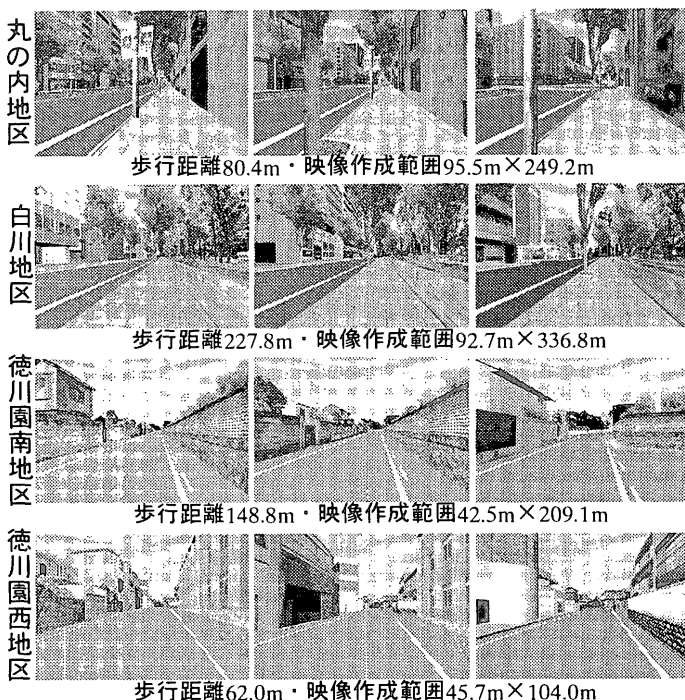 丸の内地区
歩行距離80.4m・映像作成範囲95.5m×249.2m
白川地区
歩行距離227.8m・映像作成範囲92.7m×336.8m
徳川園南地区
歩行距離148.8m・映像作成範囲42.5m×209.1m
徳川園西地区
歩行距離62.0m・映像作成範囲45.7m×104.0m